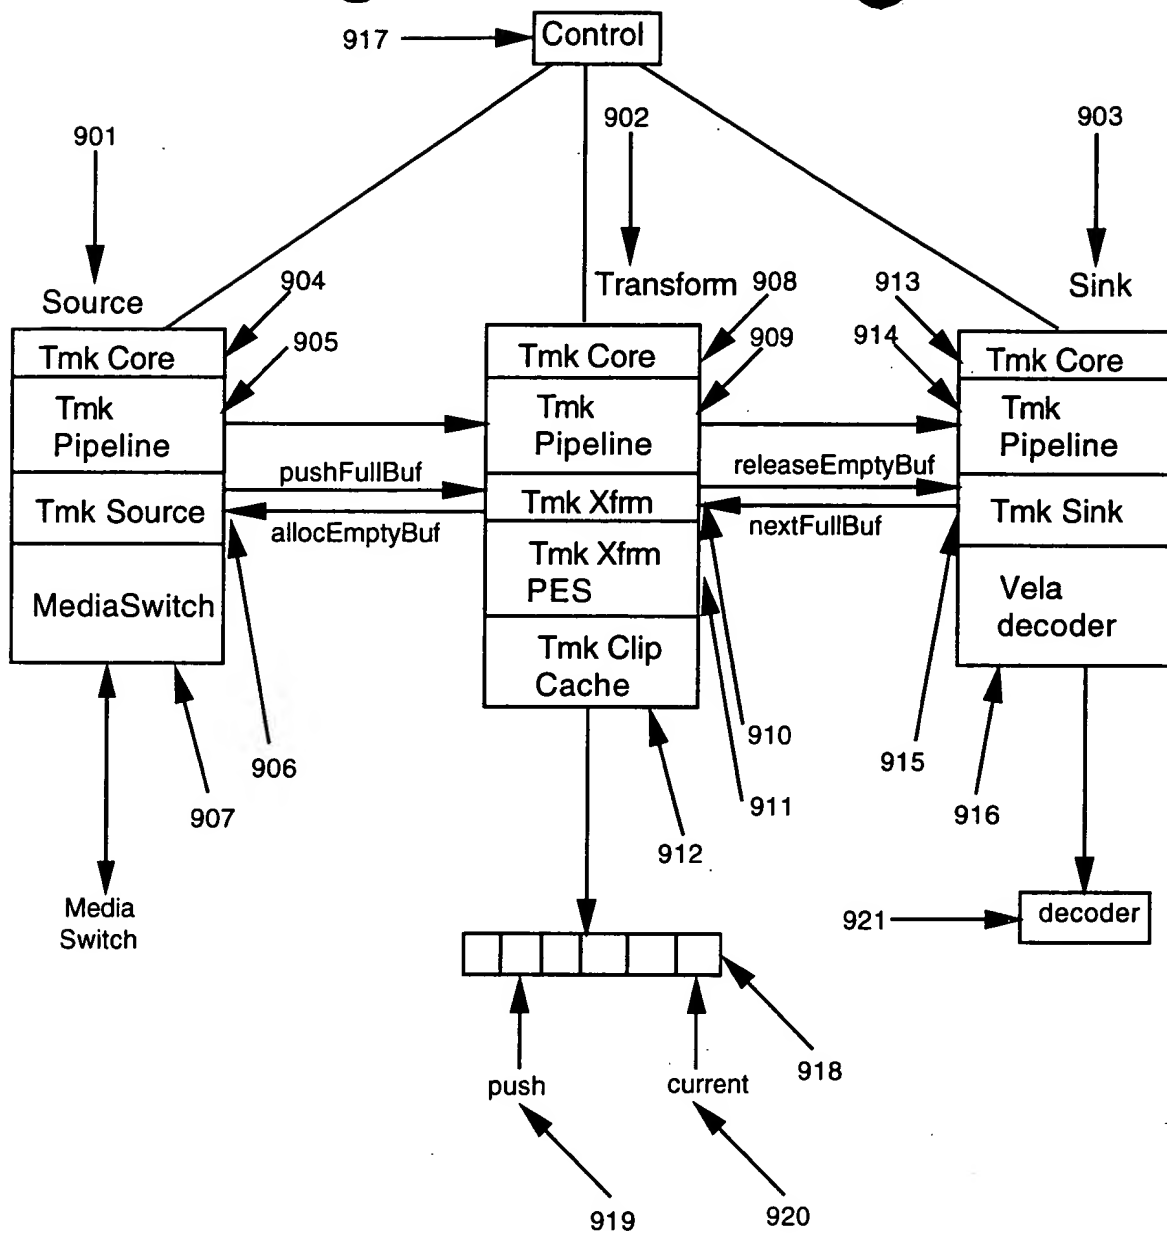 917
Control
902
903
901
904
Transform
908
913
Sink
Source
905
909
914
Tmk Core
Tmk
Pipeline
Tmk Source
MediaSwitch
pushFullBuf
allocEmptyBuf
Tmk Core
Tmk
Pipeline
Tmk Xfrm
Tmk Xfrm
PES
Tmk Clip
Cache
releaseEmptyBuf
nextFullBuf
Tmk Core
Tmk
Pipeline
Tmk Sink
Vela
decoder
906
907
910
911
912
915
916
Media
Switch
921
decoder
918
push
current
919
920